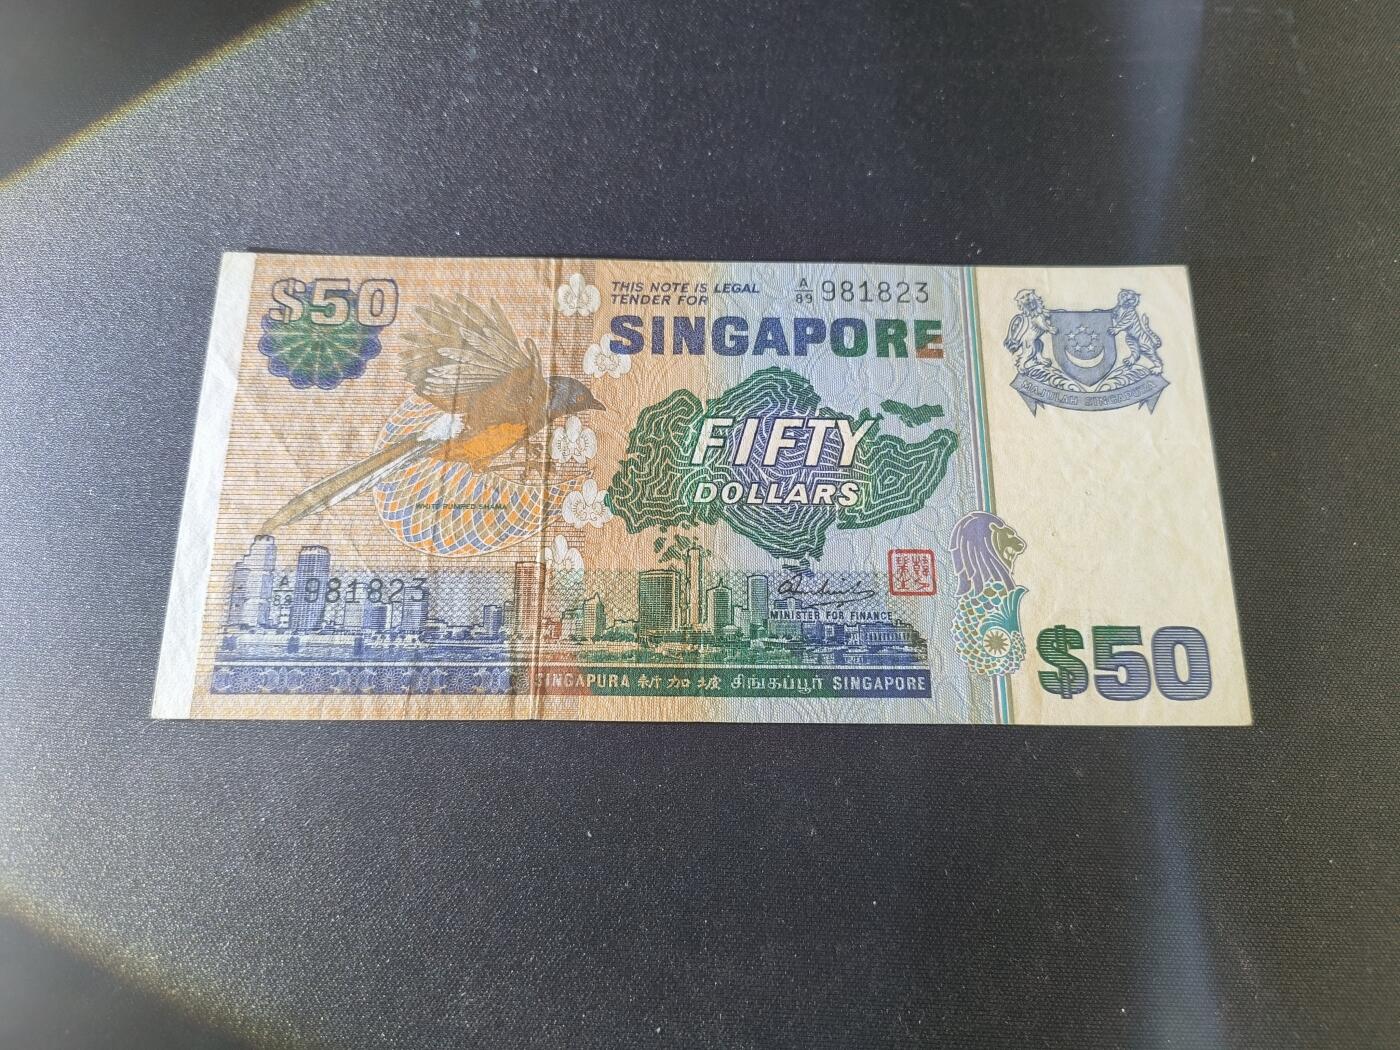 $50
THIS NOTE IS LEGAL
TENDER FOR
A/89 981823
SINGAPORE
FIFTY
DOLLARS
WHITE-RUMPED SHAMA
MAJULAH SINGAPURA
A/89 981823
MINISTER FOR FINANCE
SINGAPURA 新加坡 சிங்கப்பூர் SINGAPORE
$50